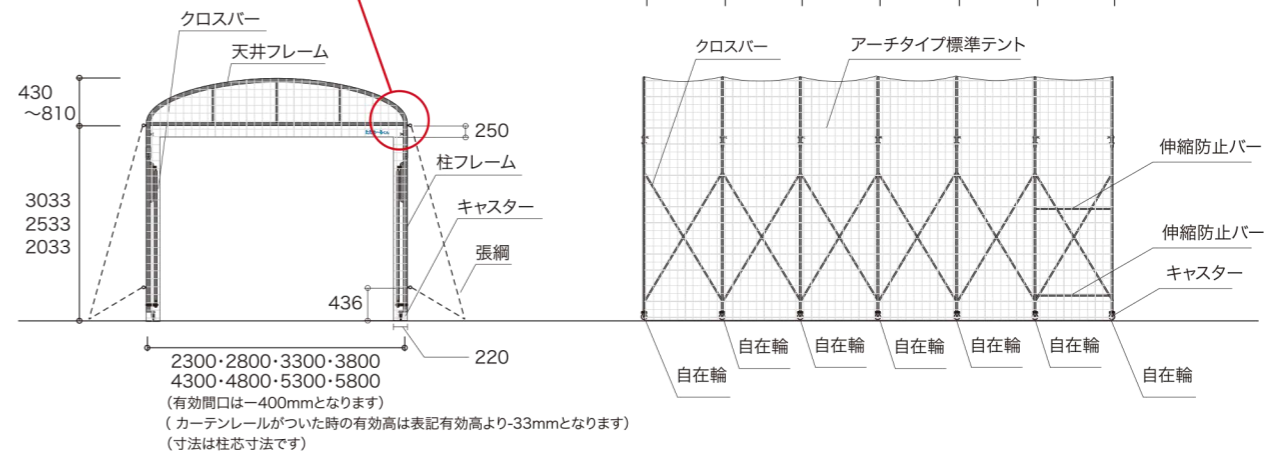 クロスバー
天井フレーム
430
～810
250
柱フレーム
3033
2533
2033
キャスター
張綱
436
220
2300・2800・3300・3800
4300・4800・5300・5800
（有効間口はー400mmとなります）
（ カーテンレールがついた時の有効高は表記有効高より-33mmとなります）
（寸法は柱芯寸法です）
クロスバー
アーチタイプ標準テント
伸縮防止バー
伸縮防止バー
キャスター
自在輪
自在輪
自在輪
自在輪
自在輪
自在輪
自在輪